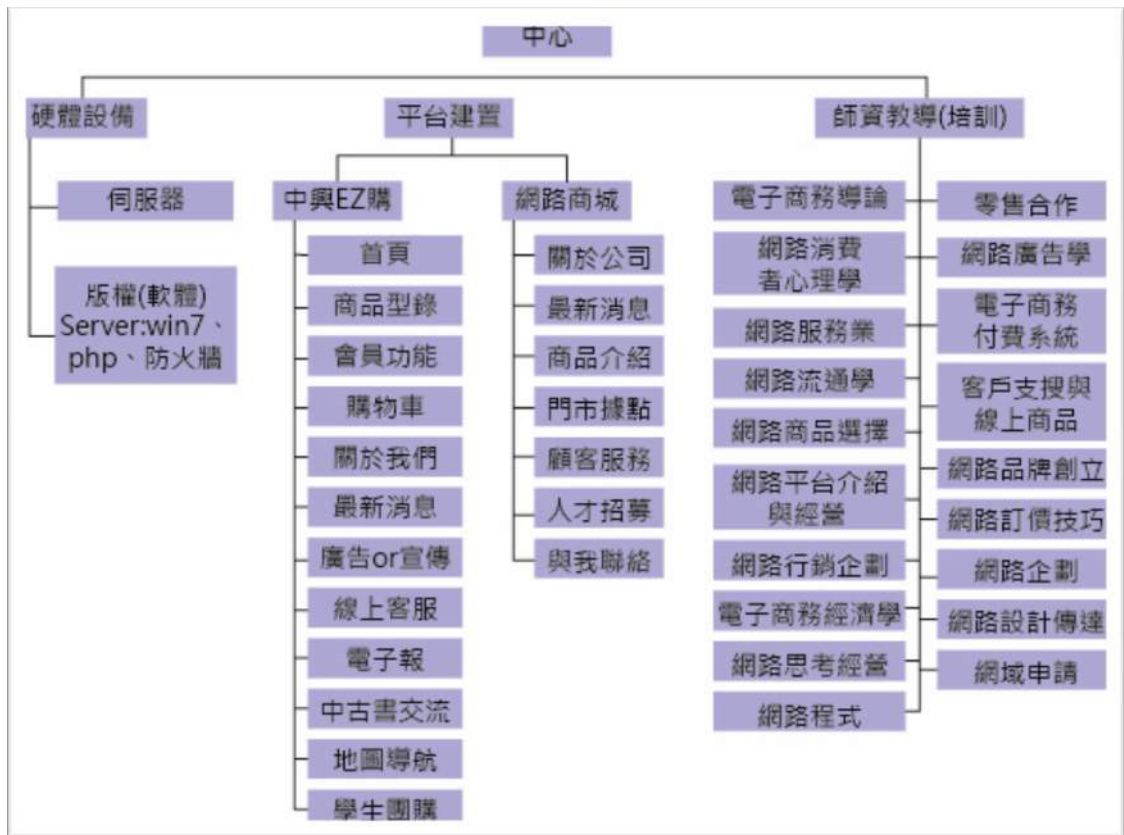 中心
硬體設備
伺服器
版權(軟體)
Server:win7、
php、防火牆
平台建置
中興EZ購
首頁
商品型錄
會員功能
購物車
關於我們
最新消息
廣告or宣傳
線上客服
電子報
中古書交流
地圖導航
學生團購
網路商城
關於公司
最新消息
商品介紹
門市據點
顧客服務
人才招募
與我聯絡
師資教導(培訓)
電子商務導論
網路消費
者心理學
網路服務業
網路流通學
網路商品選擇
網路平台介紹
與經營
網路行銷企劃
電子商務經濟學
網路思考經營
網路程式
零售合作
網路廣告學
電子商務
付費系統
客戶支搜與
線上商品
網路品牌創立
網路訂價技巧
網路企劃
網路設計傳達
網域申請